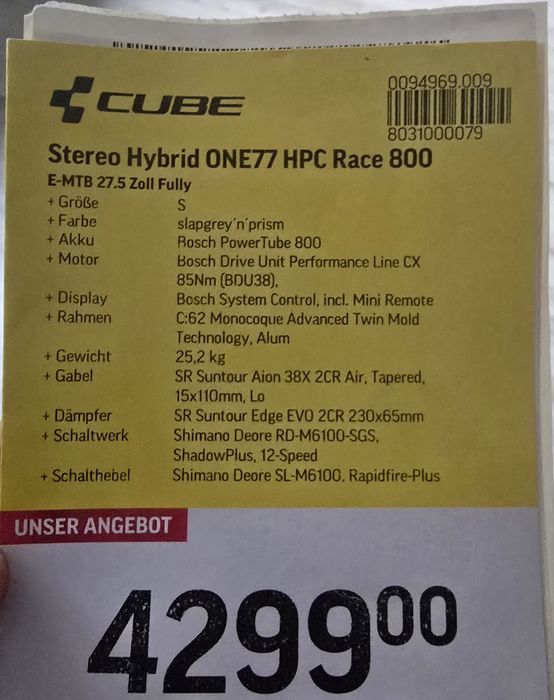 CUBE
0094969.009
8031000079
Stereo Hybrid ONE77 HPC Race 800
E-MTB 27.5 Zoll Fully
+ Größe S
+ Farbe slapgrey´n´prism
+ Akku Bosch PowerTube 800
+ Motor Bosch Drive Unit Performance Line CX
85Nm (BDU38),
+ Display Bosch System Control, incl. Mini Remote
+ Rahmen C:62 Monocoque Advanced Twin Mold
Technology, Alum
+ Gewicht 25,2 kg
+ Gabel SR Suntour Aion 38X 2CR Air, Tapered,
15x110mm, Lo
+ Dämpfer SR Suntour Edge EVO 2CR 230x65mm
+ Schaltwerk Shimano Deore RD-M6100-SGS,
ShadowPlus, 12-Speed
+ Schalthebel Shimano Deore SL-M6100, Rapidfire-Plus
UNSER ANGEBOT
429900